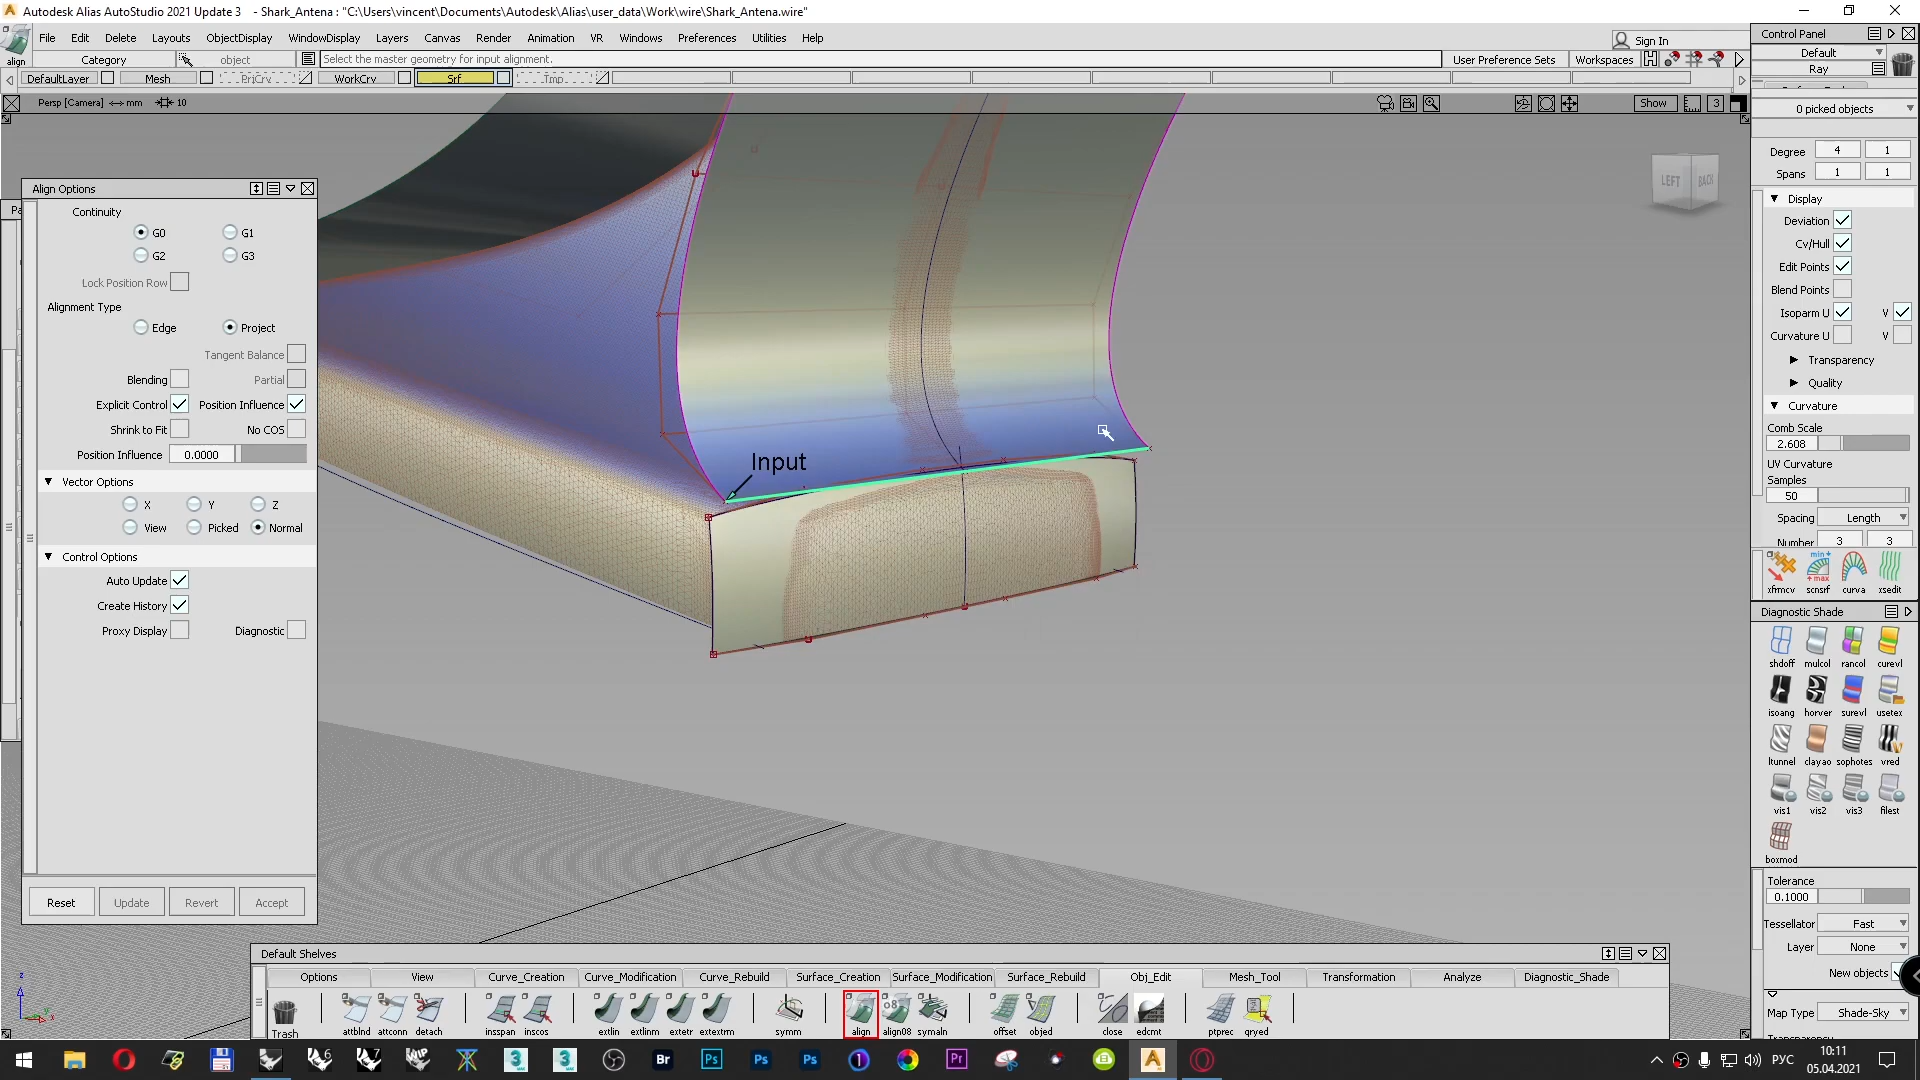 Autodesk Alias AutoStudio 2021 Update 3 - Shark_Antena : "C:\Users\vincent\Documents\Autodesk\Alias\user_data\Work\wire\Shark_Antena.wire"
File Edit Delete Layouts ObjectDisplay WindowDisplay Layers Canvas Render Animation VR Windows Preferences Utilities Help
Sign In
align Category object Select the master geometry for input alignment. User Preference Sets Workspaces
DefaultLayer Mesh PrjCrv WorkCrv Srf Tmp
Persp [Camera] mm 10 Show 3
Control Panel
Default
Ray
0 picked objects
Degree 4 1
Spans 1 1
Display
Deviation
Cv/Hull
Edit Points
Blend Points
Isoparm U V
Curvature U V
Transparency
Quality
Curvature
Comb Scale
2.608
UV Curvature
Samples
50
Spacing Length
Number 3 3
xfrmcv scnsrf curva xsedit
Diagnostic Shade
shdoff mulcol rancol curevl
isoang horver surevl usetex
ltunnel clayao sophotes vred
vis1 vis2 vis3 filest
boxmod
Tolerance
0.1000
Tessellator Fast
Layer None
New objects
Map Type Shade-Sky
Align Options
Continuity
G0 G1
G2 G3
Lock Position Row
Alignment Type
Edge Project
Tangent Balance
Blending Partial
Explicit Control Position Influence
Shrink to Fit No COS
Position Influence 0.0000
Vector Options
X Y Z
View Picked Normal
Control Options
Auto Update
Create History
Proxy Display Diagnostic
Reset Update Revert Accept
Input
LEFT BACK
Default Shelves
Options View Curve_Creation Curve_Modification Curve_Rebuild Surface_Creation Surface_Modification Surface_Rebuild Obj_Edit Mesh_Tool Transformation Analyze Diagnostic_Shade
Trash attblnd attconn detach insspan inscos extlin extlinm extetr extextrm symm align align08 symaln offset objed close edcmt ptprec qryed
РУС
10:11
05.04.2021